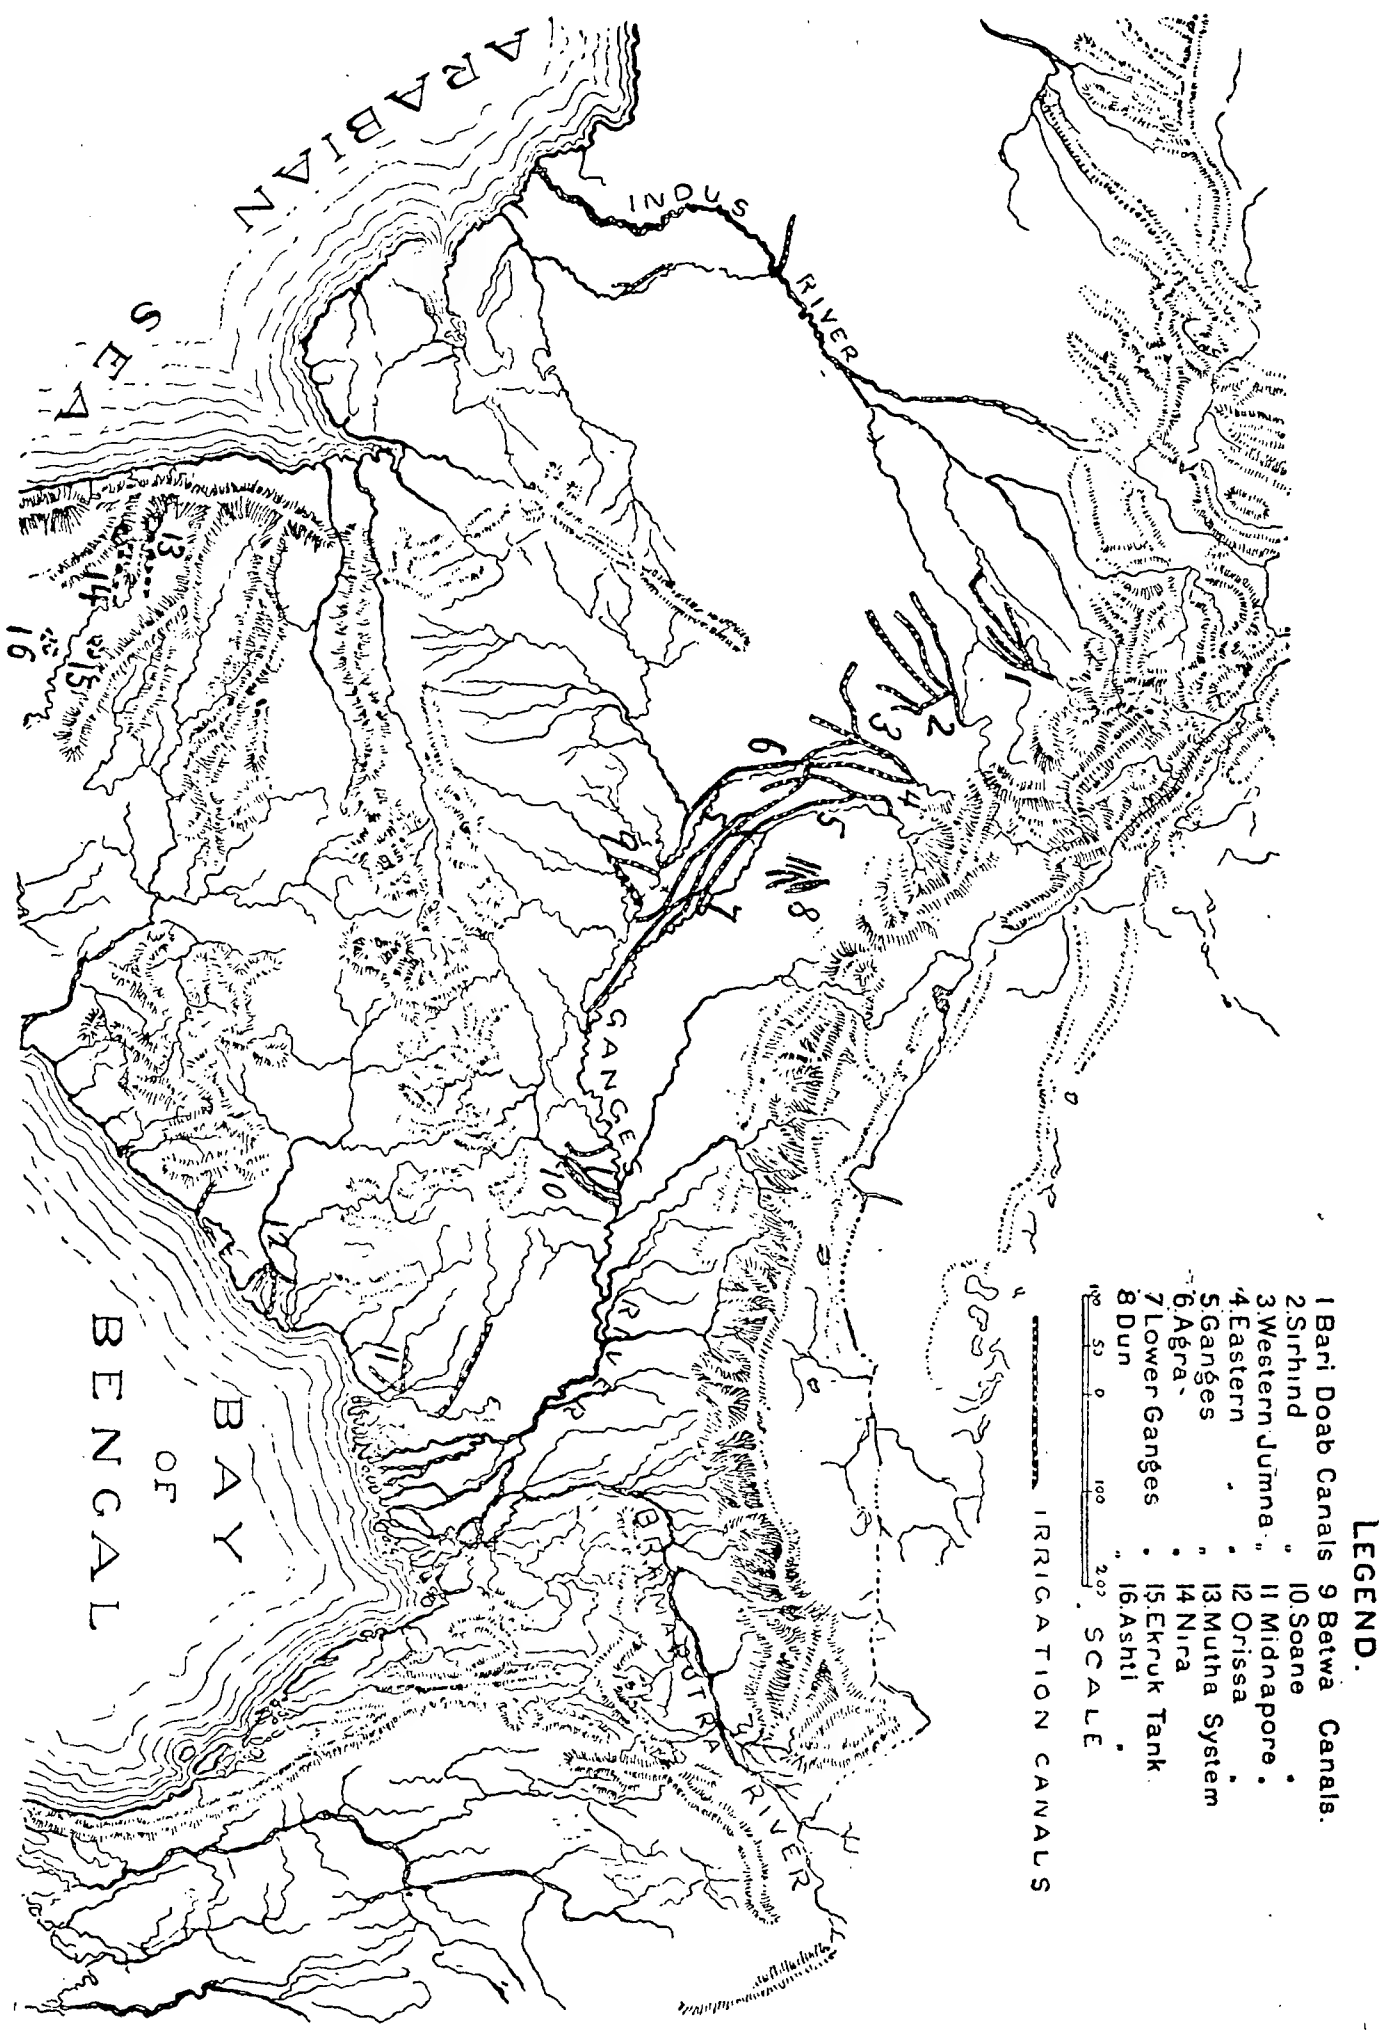 LEGEND.
1 Bari Doab Canals 9 Betwa Canals.
2.Sirhind " 10.Soane "
3.Western Jumna " 11 Midnapore "
4.Eastern " " 12 Orissa "
5.Ganges " 13.Mutha System
6.Agra " 14 Nira
7 Lower Ganges " 15.Ekruk Tank
8 Dun " 16 Ashti "
100 50 0 100 200 . SCALE
IRRIGATION CANALS
ARABIAN
SEA
INDUS
RIVER
GANGES
RIVER
BRAHMAPUTRA
RIVER
BAY
OF
BENGAL
1
2
3
4
5
6
7
8
9
10
11
12
13
14
15
16